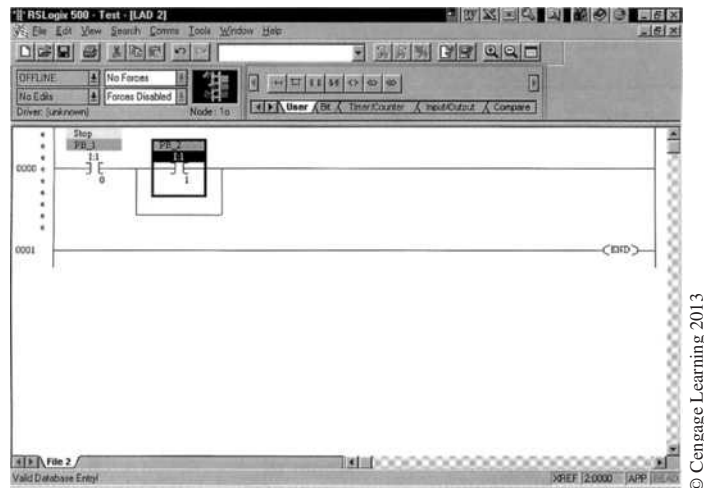 RSLogix 500 - Test - [LAD 2]
File Edit View Search Comms Tools Window Help
OFFLINE No Forces
No Edits Forces Disabled
Driver: (unknown) Node: 1o
User Bit Timer/Counter Input/Output Compare
Stop
PB_1 PB_2
I:1 I:1
0000
0 1
0001 END
File 2
Valid Database Entry! XREF 2:0000 APP READ
© Cengage Learning 2013